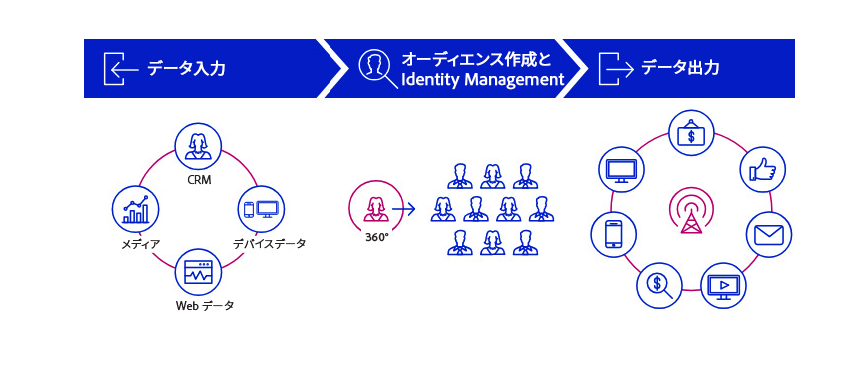 データ入力
オーディエンス作成と
Identity Management
データ出力
CRM
メディア
デバイスデータ
Web データ
360°
$
$